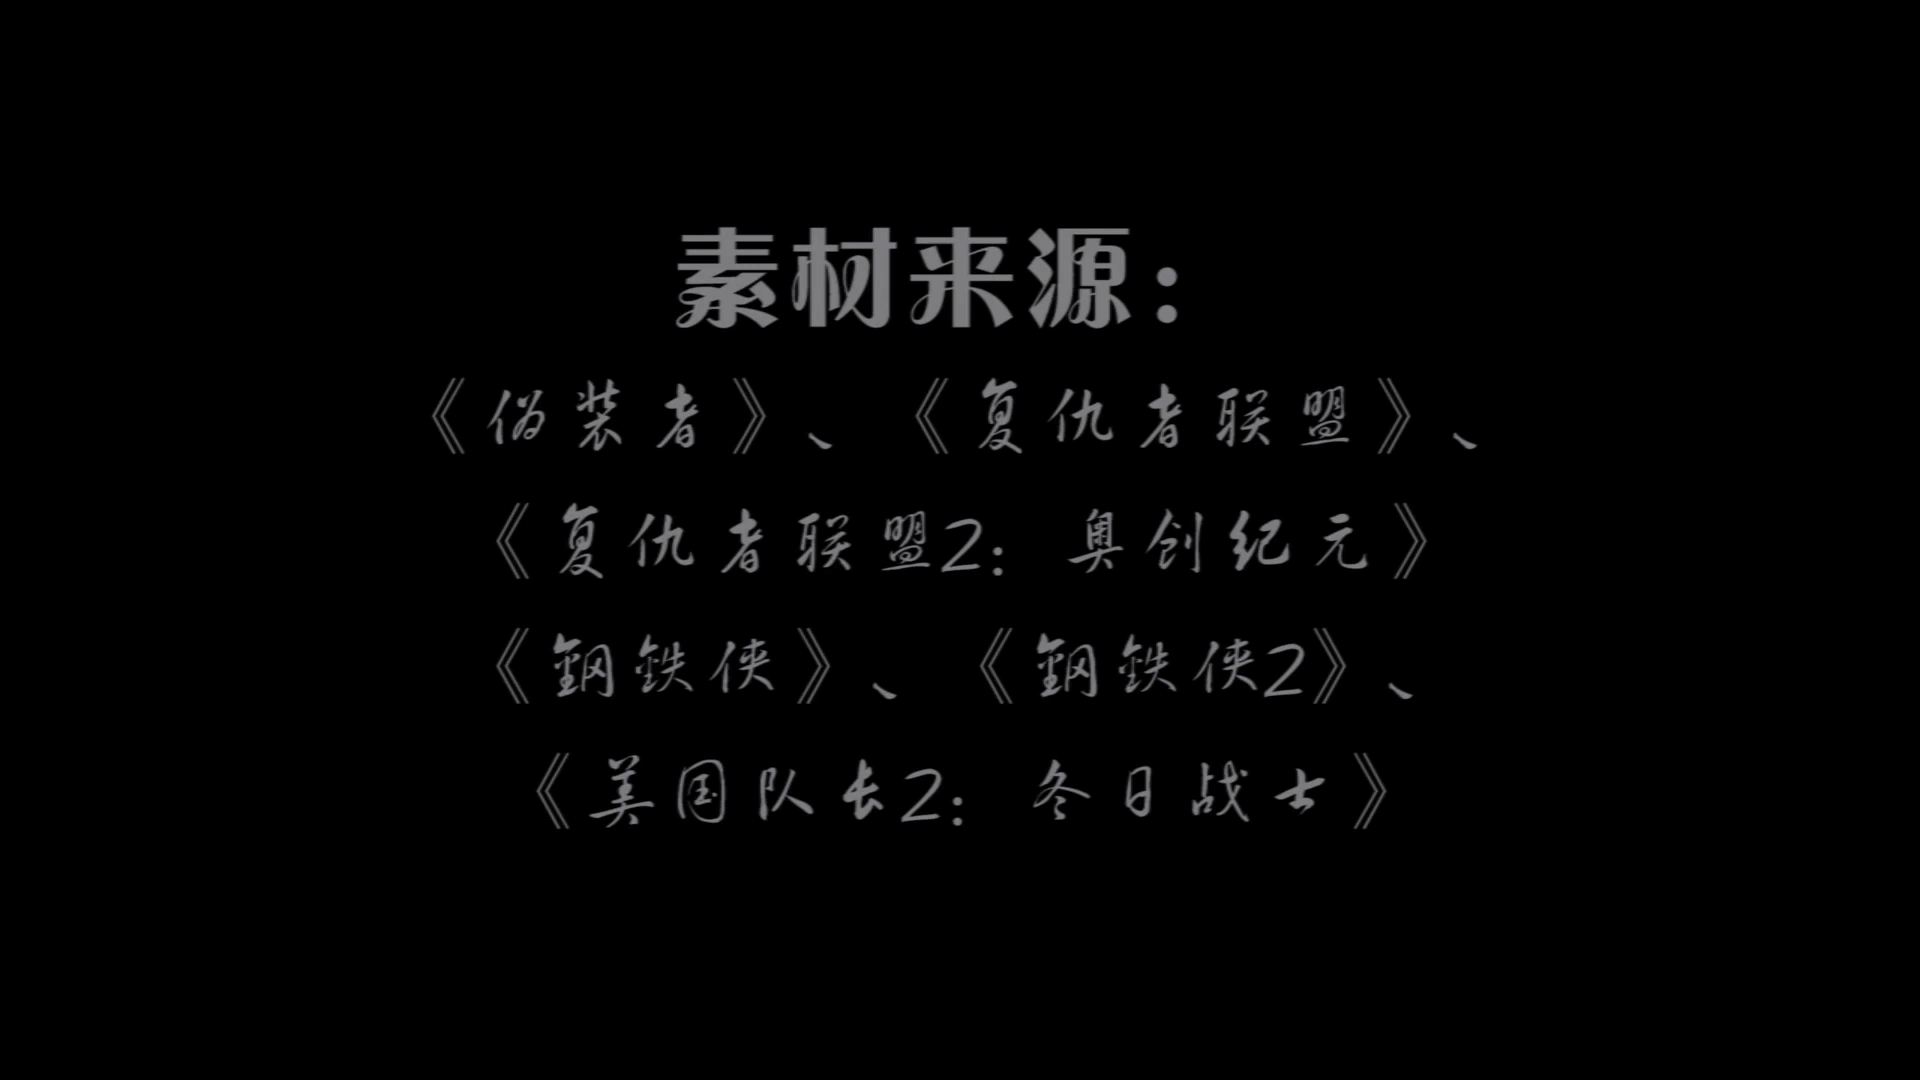 素材来源：
《伪装者》、《复仇者联盟》、
《复仇者联盟2：奥创纪元》
《钢铁侠》、《钢铁侠2》、
《美国队长2：冬日战士》